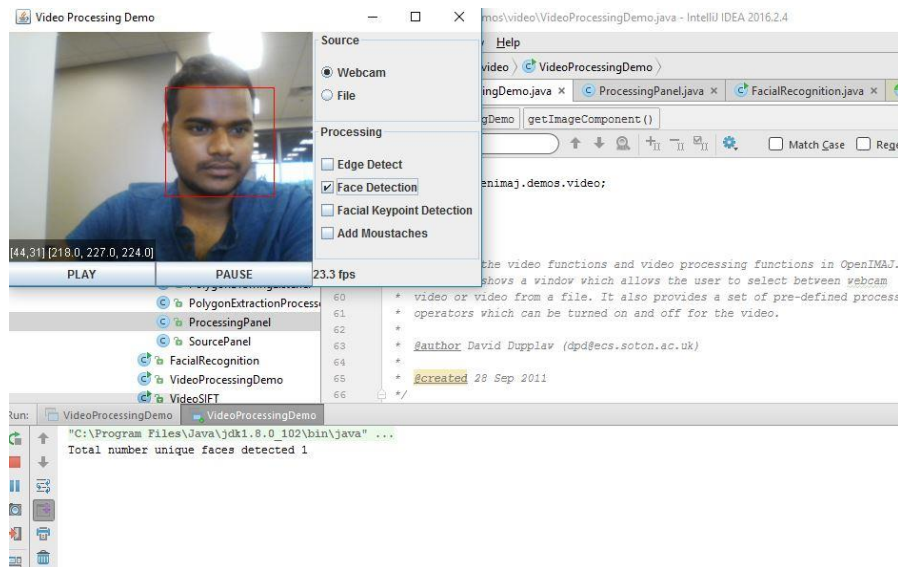 Video Processing Demo
Source
Webcam
File
Processing
Edge Detect
Face Detection
Facial Keypoint Detection
Add Moustaches
[44,31] [218.0, 227.0, 224.0]
PLAY
PAUSE
23.3 fps
mos\video\VideoProcessingDemo.java - IntelliJ IDEA 2016.2.4
Help
video
VideoProcessingDemo
ingDemo.java ×
ProcessingPanel.java ×
FacialRecognition.java ×
gDemo
getImageComponent()
Match Case
Rege
enimaj.demos.video;
the video functions and video processing functions in OpenIMAJ.
shows a window which allows the user to select between webcam
PolygonExtractionProcess
60 * video or video from a file. It also provides a set of pre-defined process
ProcessingPanel
61 * operators which can be turned on and off for the video.
62 *
SourcePanel
63 * @author David Dupplaw (dpd@ecs.soton.ac.uk)
FacialRecognition
64 *
VideoProcessingDemo
65 * @created 28 Sep 2011
VideoSIFT
66 */
Run:
VideoProcessingDemo
VideoProcessingDemo
"C:\Program Files\Java\jdk1.8.0_102\bin\java" ...
Total number unique faces detected 1